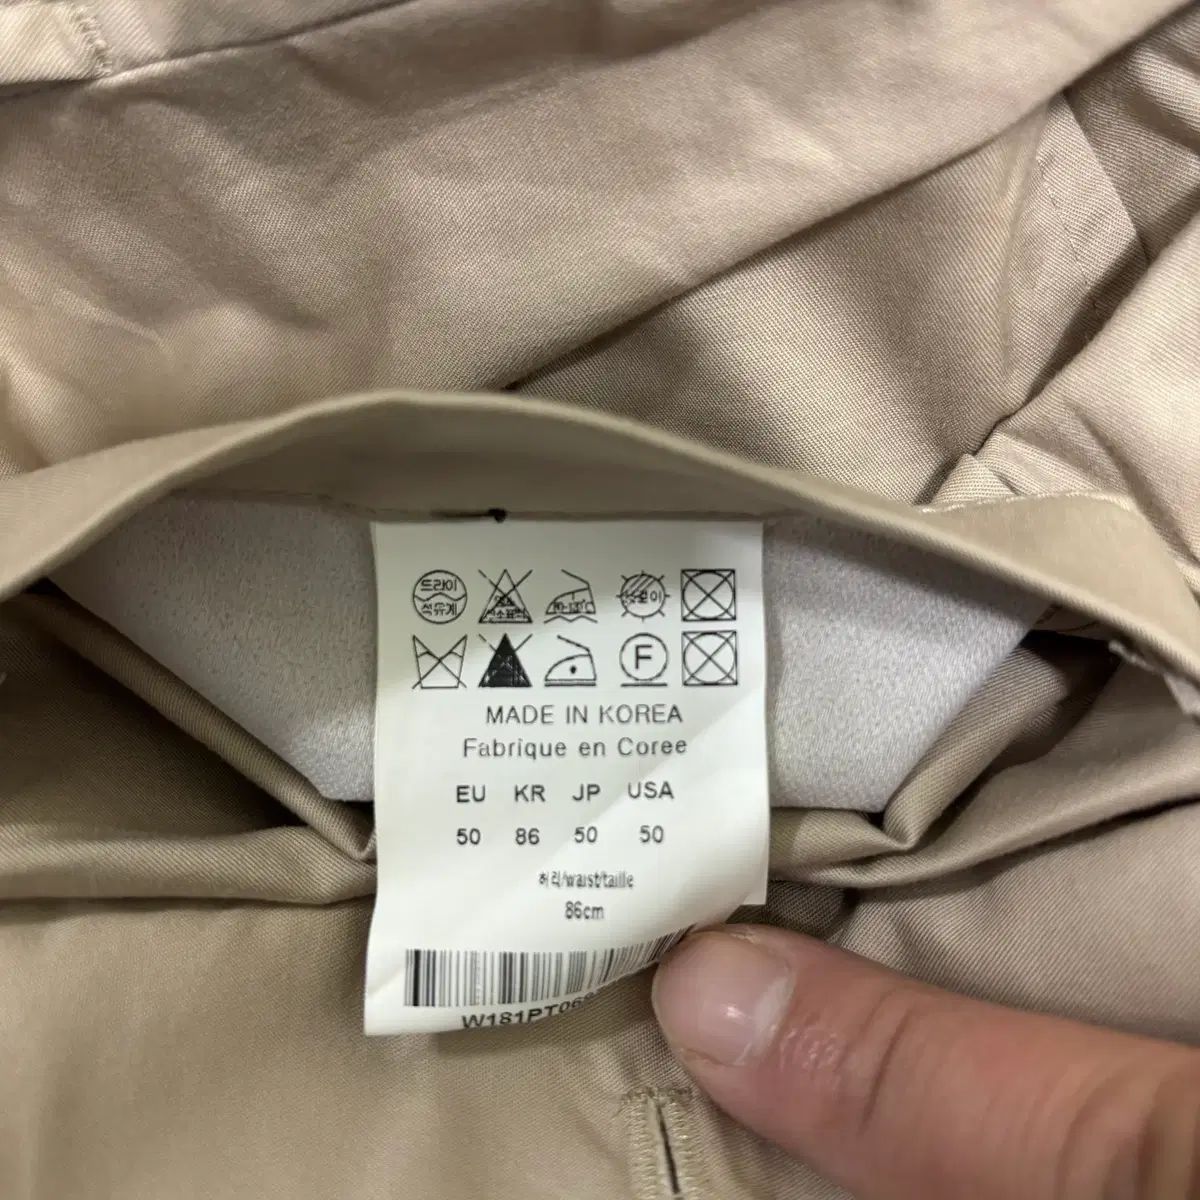 드라이
석유계
MADE IN KOREA
Fabrique en Coree
EU KR JP USA
50 86 50 50
허리/waist/taille
86cm
W181PT06
F